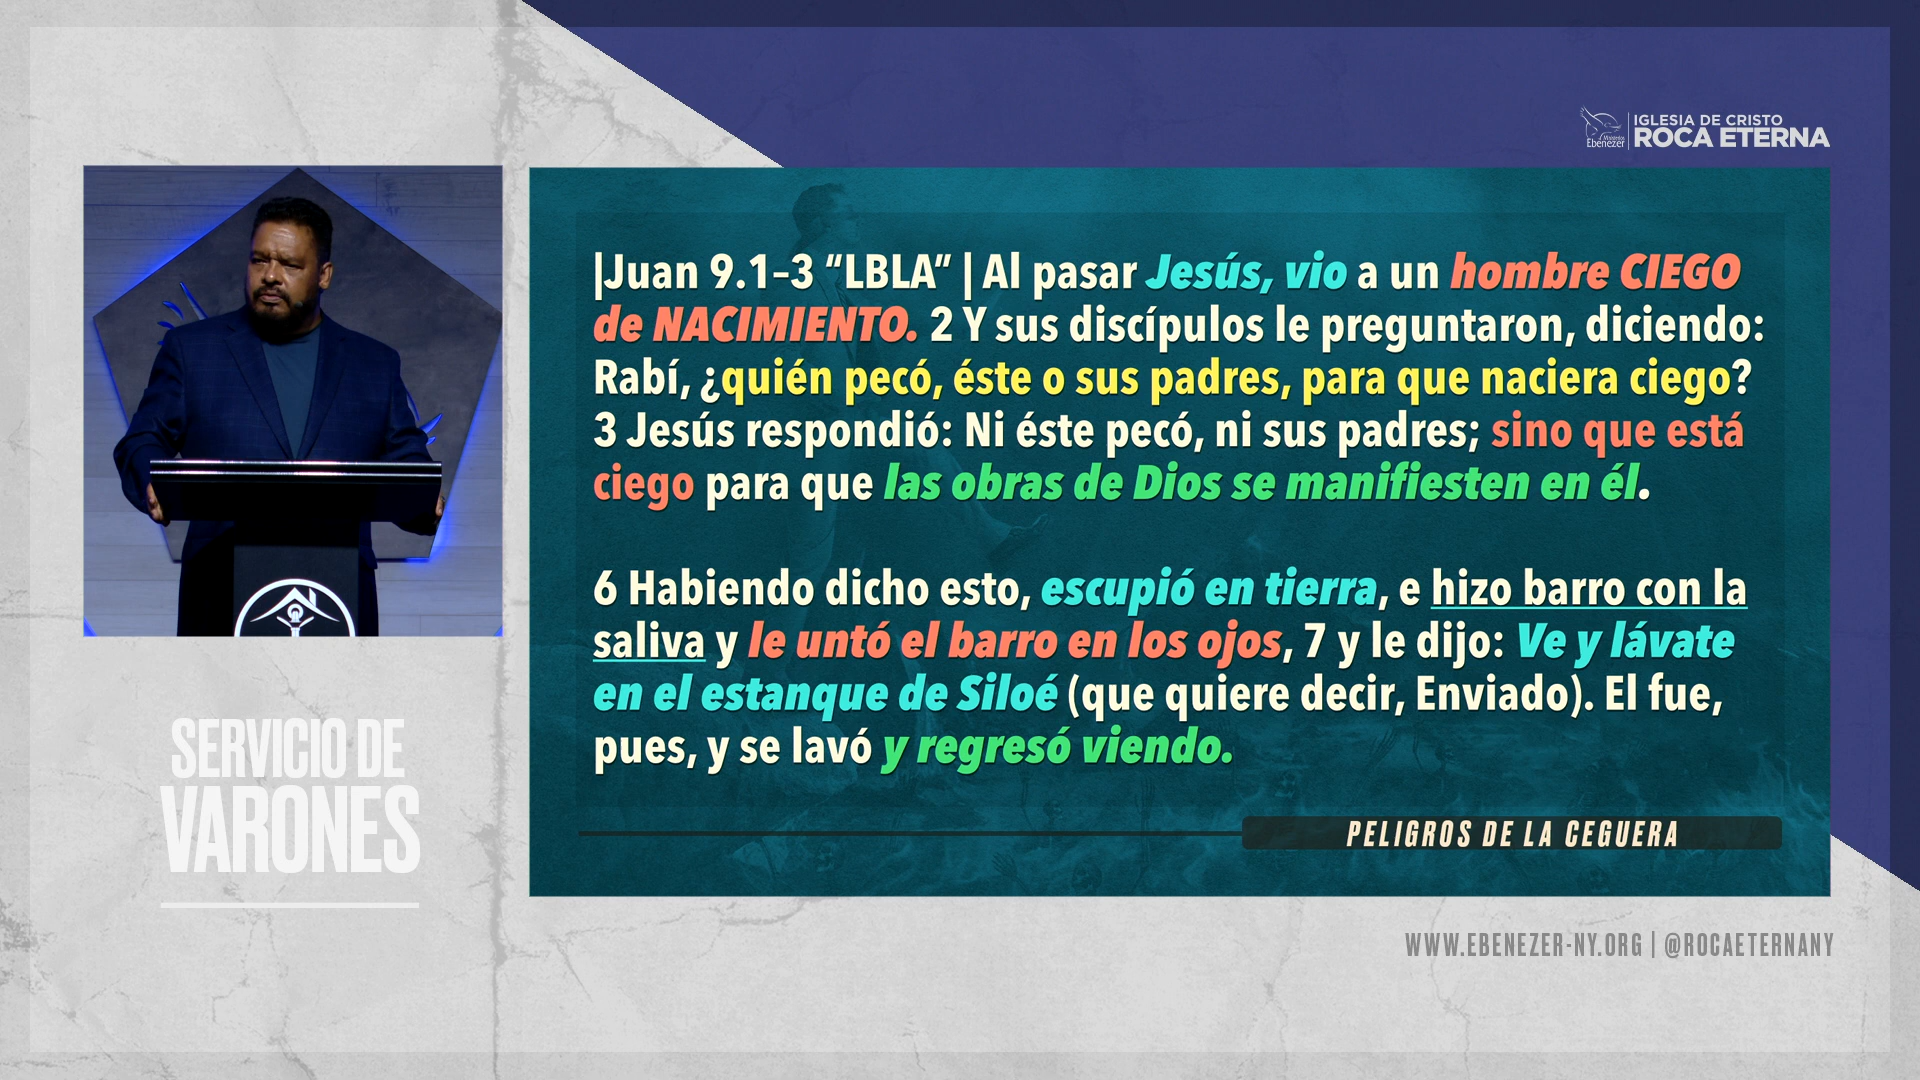 IGLESIA DE CRISTO
ROCA ETERNA
Ministerios
Ebenezer
|Juan 9.1–3 “LBLA” | Al pasar Jesús, vio a un hombre CIEGO
de NACIMIENTO. 2 Y sus discípulos le preguntaron, diciendo:
Rabí, ¿quién pecó, éste o sus padres, para que naciera ciego?
3 Jesús respondió: Ni éste pecó, ni sus padres; sino que está
ciego para que las obras de Dios se manifiesten en él.
6 Habiendo dicho esto, escupió en tierra, e hizo barro con la
saliva y le untó el barro en los ojos, 7 y le dijo: Ve y lávate
en el estanque de Siloé (que quiere decir, Enviado). El fue,
pues, y se lavó y regresó viendo.
PELIGROS DE LA CEGUERA
SERVICIO DE
VARONES
WWW.EBENEZER-NY.ORG | @ROCAETERNANY